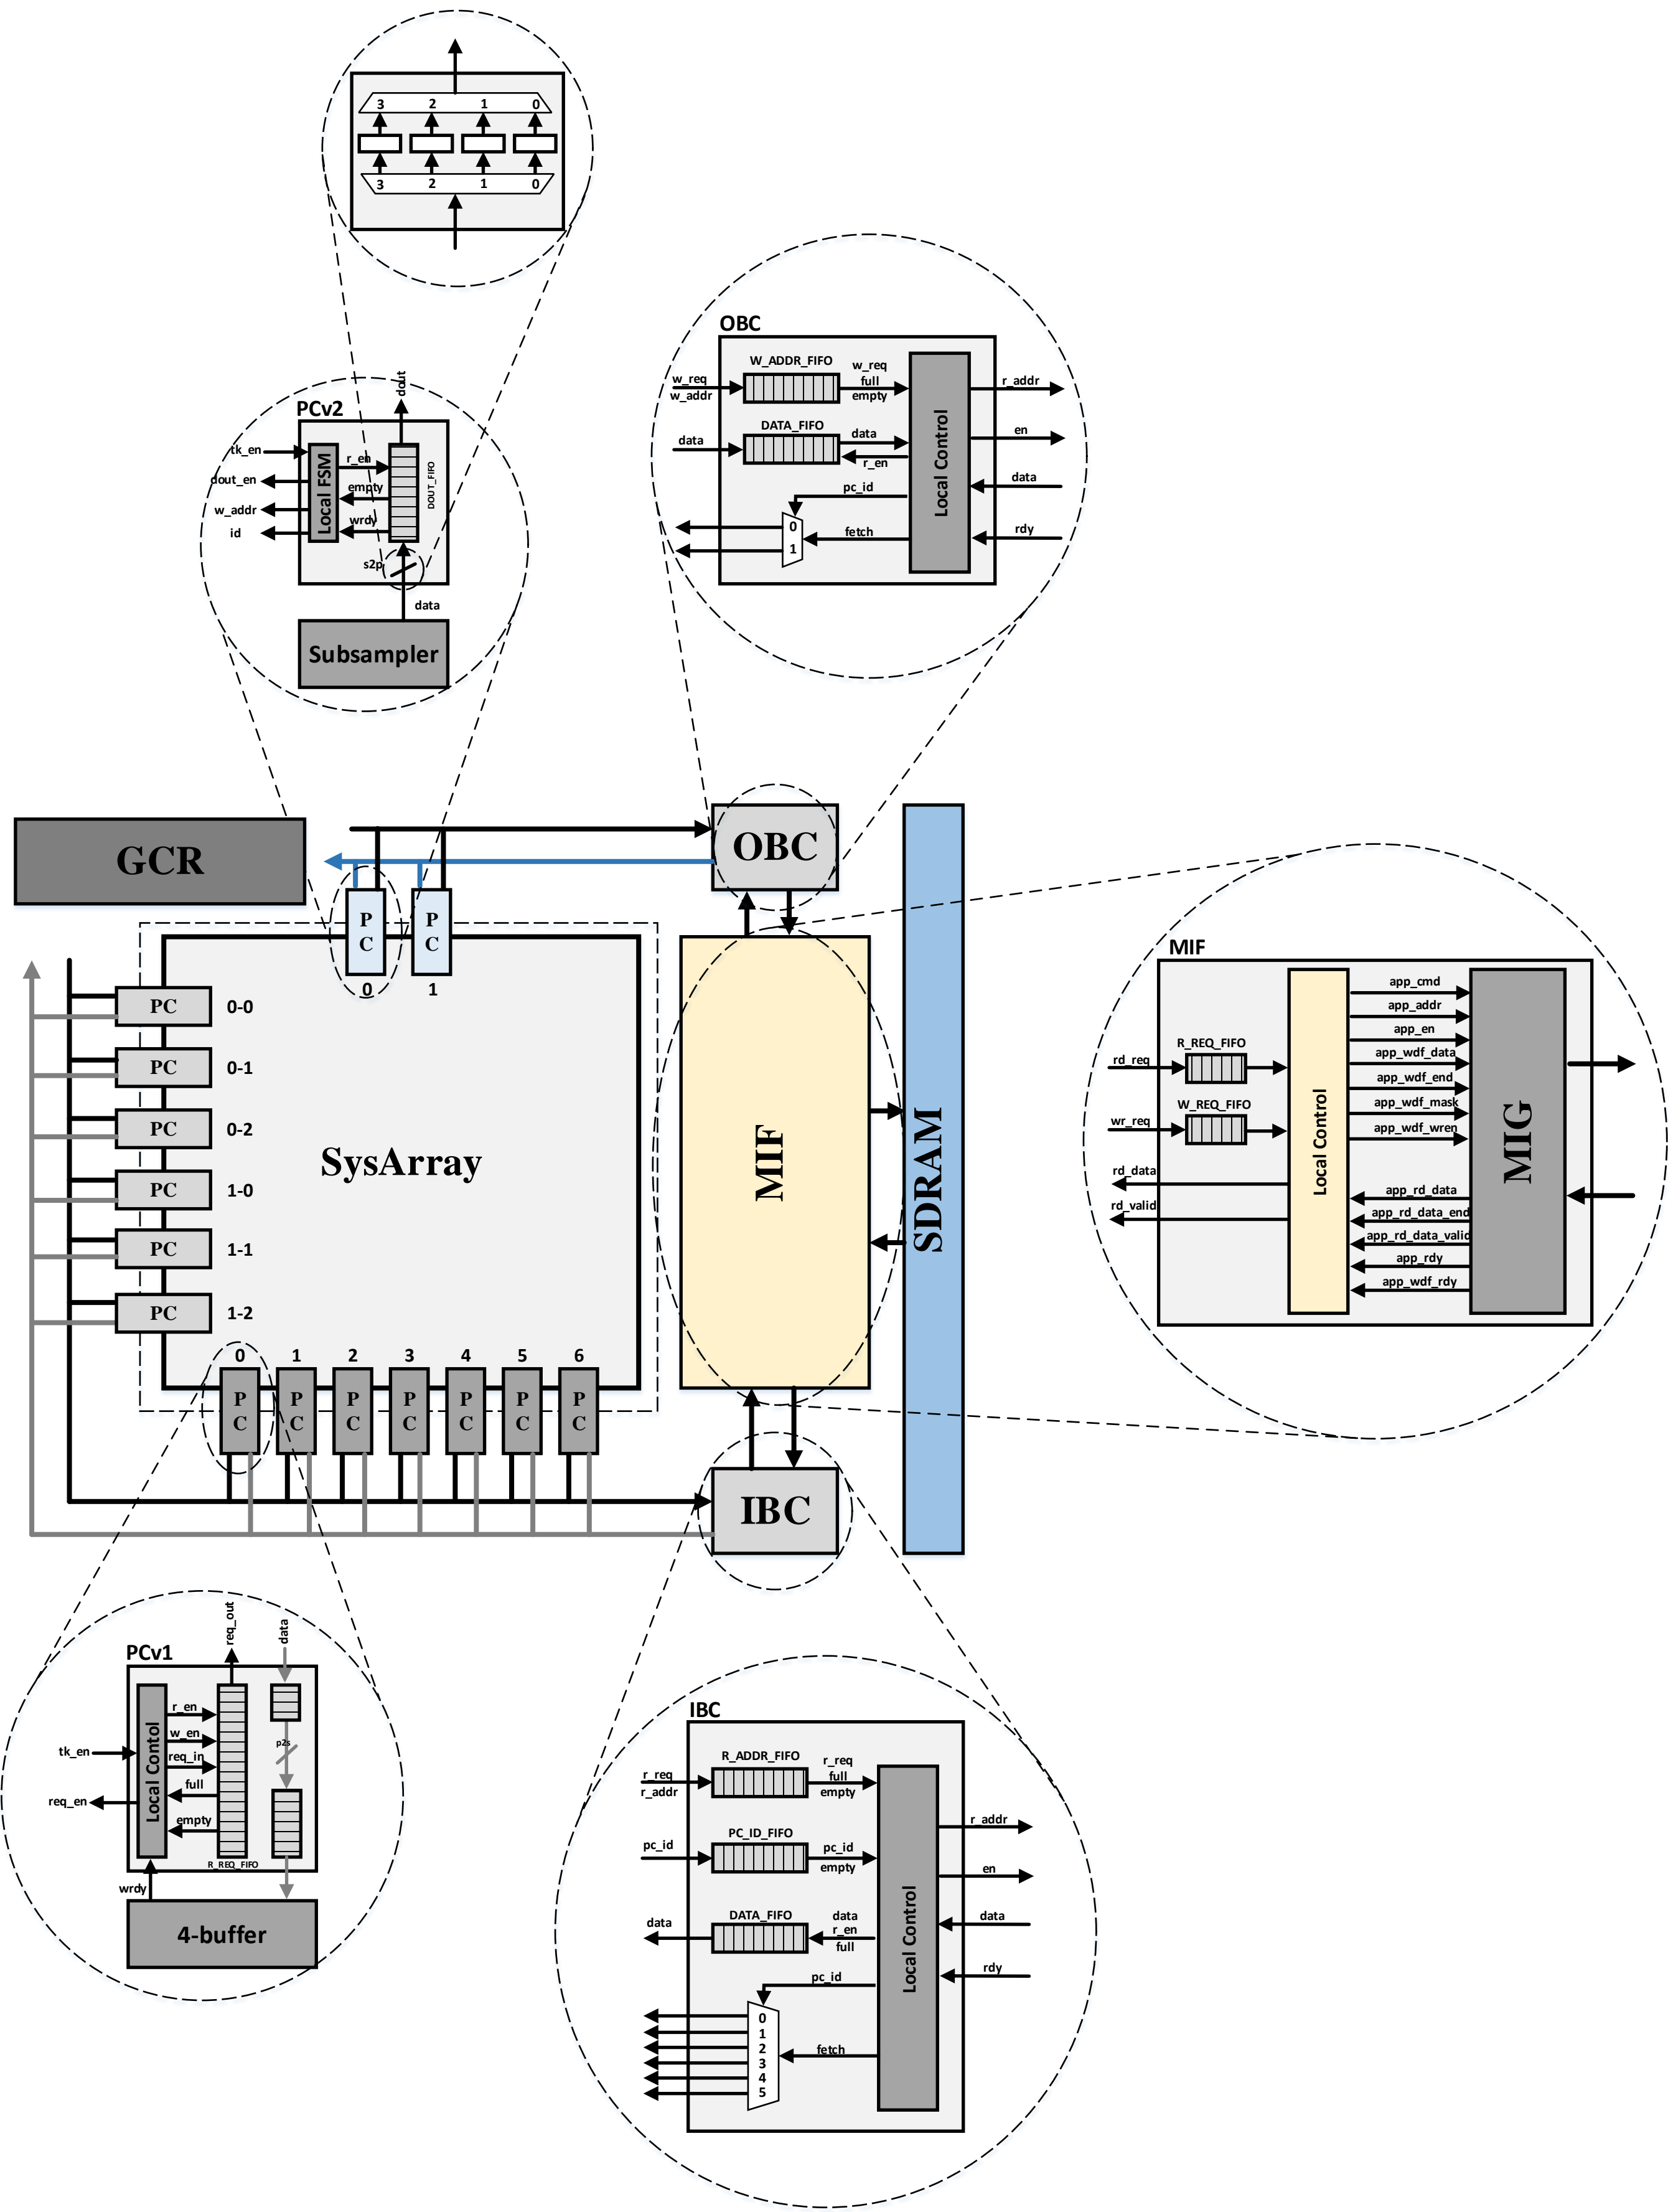 3 2 1 0
3 2 1 0
OBC
W_ADDR_FIFO
w_req
w_addr
w_req
full
empty
r_addr
DATA_FIFO
data
data
r_en
en
pc_id
data
0
1
fetch
rdy
Local Control
PCv2
dout
tk_en
dout_en
w_addr
id
Local FSM
r_en
empty
wrdy
DOUT_FIFO
s2p
data
Subsampler
GCR
OBC
P
C
P
C
0
1
PC
0-0
PC
0-1
PC
0-2
PC
1-0
PC
1-1
PC
1-2
SysArray
MIF
SDRAM
0 1 2 3 4 5 6
P P P P P P P
C C C C C C C
IBC
MIF
R_REQ_FIFO
rd_req
W_REQ_FIFO
wr_req
rd_data
rd_valid
Local Control
app_cmd
app_addr
app_en
app_wdf_data
app_wdf_end
app_wdf_mask
app_wdf_wren
app_rd_data
app_rd_data_end
app_rd_data_valid
app_rdy
app_wdf_rdy
MIG
PCv1
req_out
data
tk_en
req_en
Local Contol
r_en
w_en
req_in
full
empty
p2s
R_REQ_FIFO
wrdy
4-buffer
IBC
R_ADDR_FIFO
r_req
r_addr
r_req
full
empty
r_addr
PC_ID_FIFO
pc_id
pc_id
empty
en
DATA_FIFO
data
data
r_en
full
data
rdy
pc_id
0
1
2
3
4
5
fetch
Local Control